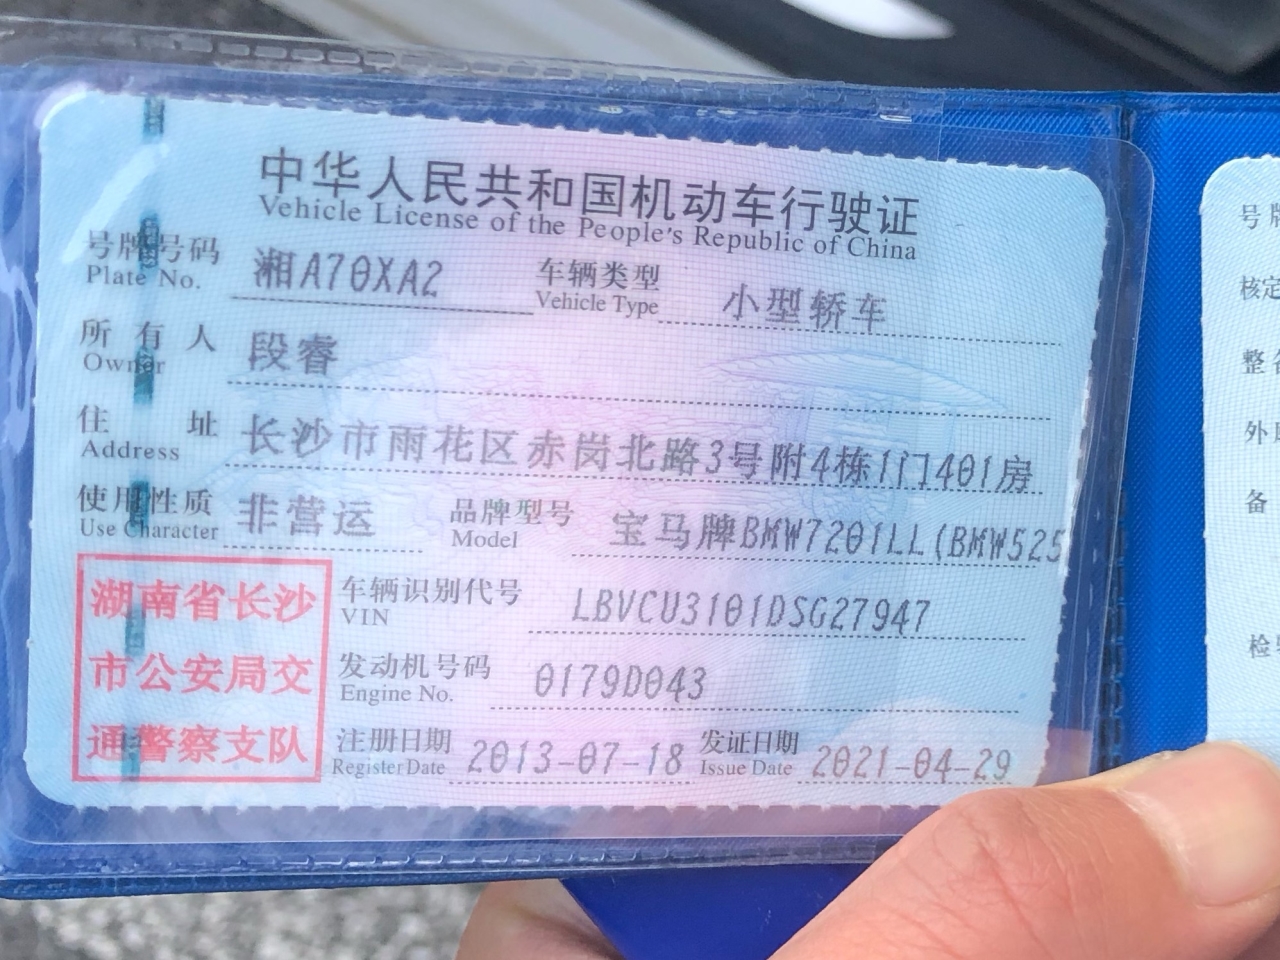 中华人民共和国机动车行驶证
Vehicle License of the People's Republic of China
号牌号码 湘A70XA2 车辆类型 小型轿车
Plate No. Vehicle Type
所有人 段睿
Owner
住址 长沙市雨花区赤岗北路3号附4栋1门401房
Address
使用性质 非营运 品牌型号 宝马牌BMW7201LL(BMW525
Use Character Model
湖南省长沙
市公安局交
通警察支队
车辆识别代号 LBVCU3101DSG27947
VIN
发动机号码 0179D043
Engine No.
注册日期 2013-07-18 发证日期 2021-04-29
Register Date Issue Date
号牌
核定
整备
外
备
检验